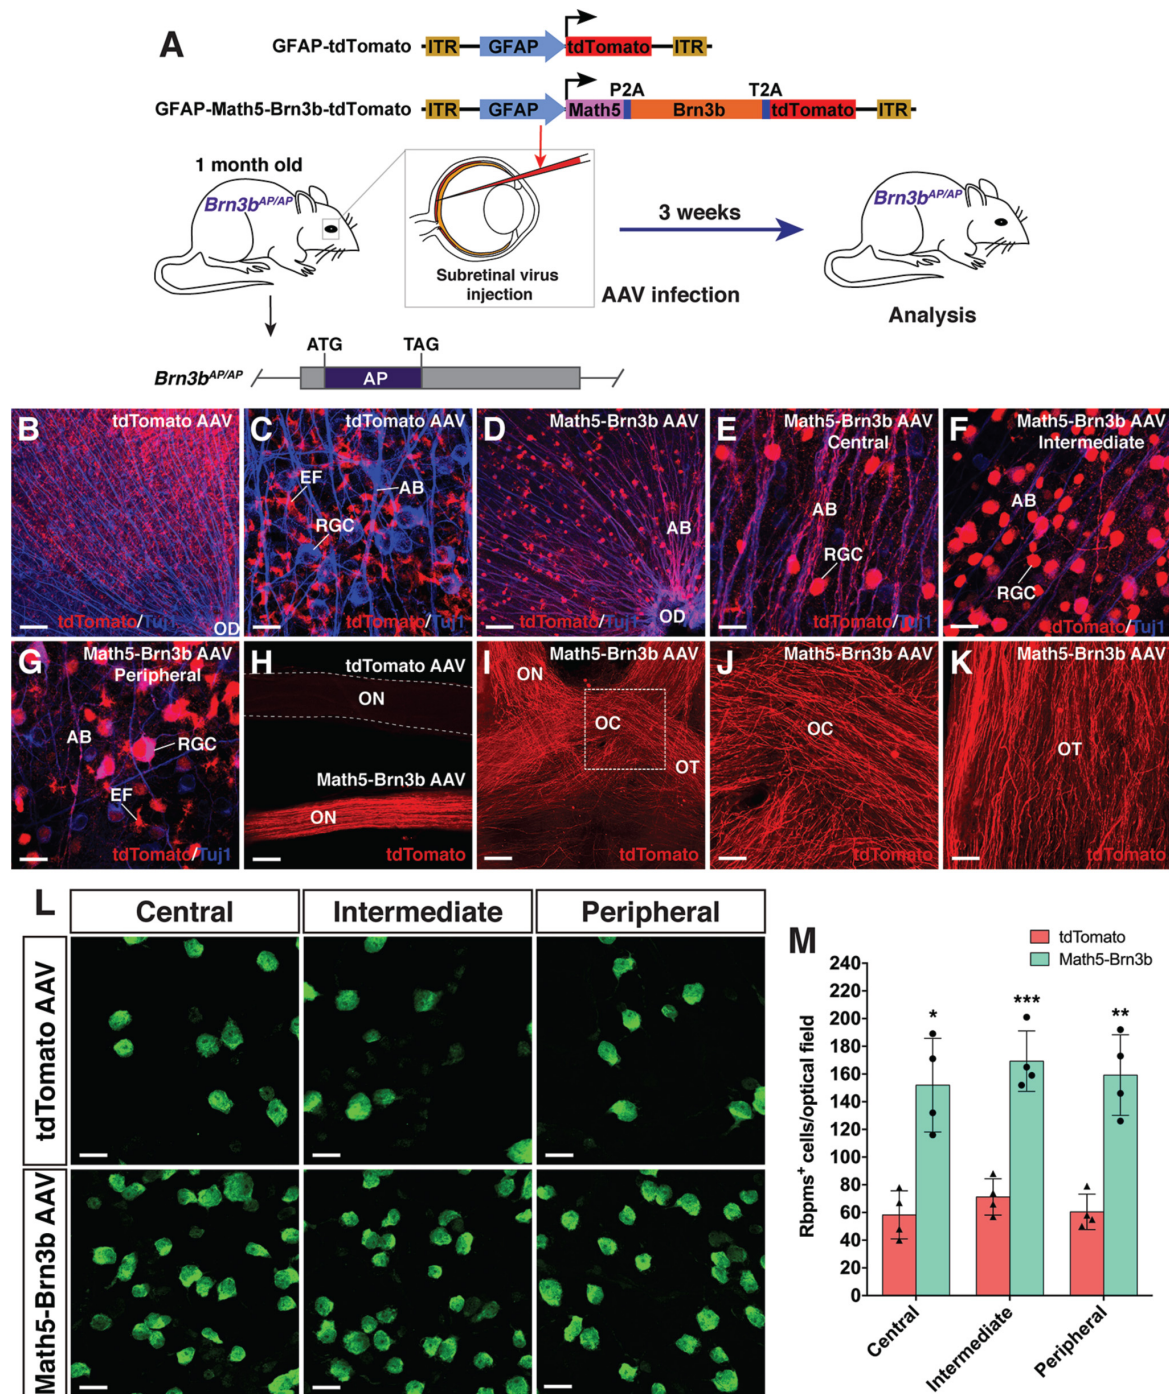 A
GFAP-tdTomato ITR GFAP tdTomato ITR
P2A T2A
GFAP-Math5-Brn3b-tdTomato ITR GFAP Math5 Brn3b tdTomato ITR
1 month old
Brn3bAP/AP
Subretinal virus
injection
3 weeks
AAV infection
Brn3bAP/AP
Analysis
ATG TAG
Brn3bAP/AP AP
B tdTomato AAV
OD
tdTomato/Tuj1
C tdTomato AAV
EF
AB
RGC
tdTomato/Tuj1
D Math5-Brn3b AAV
AB
OD
tdTomato/Tuj1
E Math5-Brn3b AAV
Central
AB
RGC
tdTomato/Tuj1
F Math5-Brn3b AAV
Intermediate
AB
RGC
tdTomato/Tuj1
G Math5-Brn3b AAV
Peripheral
AB
RGC
EF
tdTomato/Tuj1
H tdTomato AAV
ON
Math5-Brn3b AAV
ON
tdTomato
I Math5-Brn3b AAV
ON
OC
OT
tdTomato
J Math5-Brn3b AAV
OC
tdTomato
K Math5-Brn3b AAV
OT
tdTomato
L Central Intermediate Peripheral
tdTomato AAV
Math5-Brn3b AAV
M
tdTomato
Math5-Brn3b
Rbpms+ cells/optical field
240
220
200
180
160
140
120
100
80
60
40
20
0
* *** **
Central Intermediate Peripheral